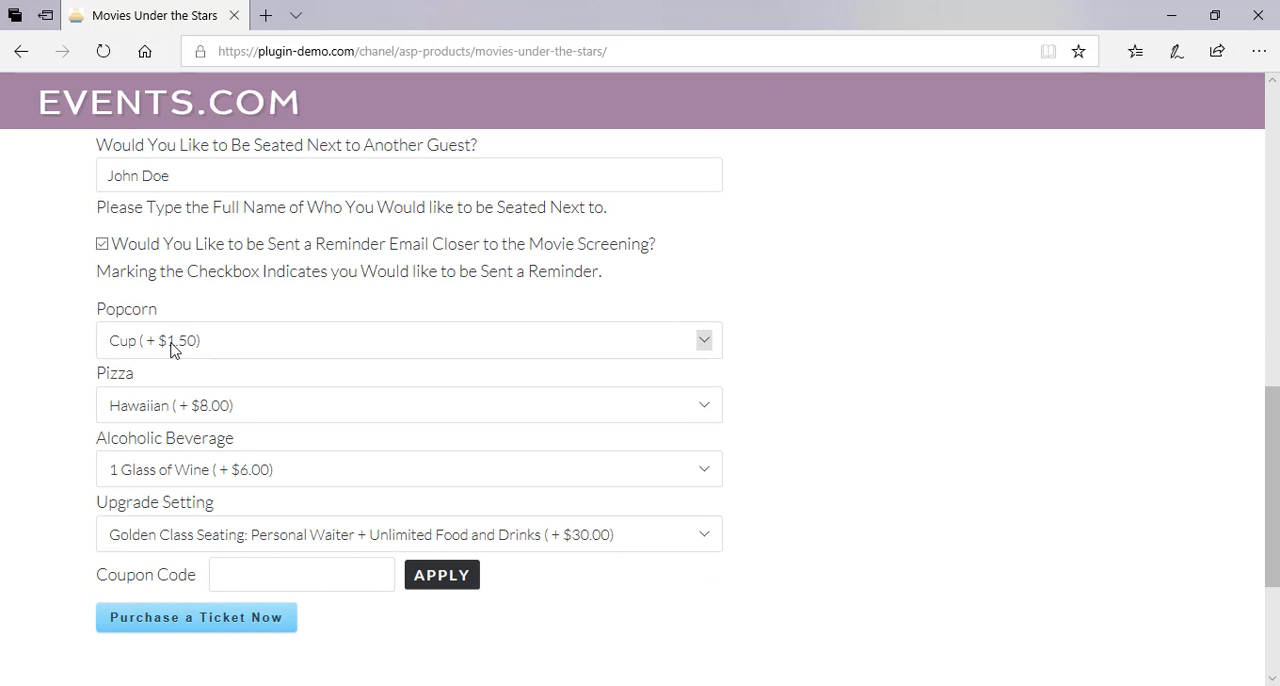 Movies Under the Stars
https://plugin-demo.com/chanel/asp-products/movies-under-the-stars/
EVENTS.COM
Would You Like to Be Seated Next to Another Guest?
John Doe
Please Type the Full Name of Who You Would like to be Seated Next to.
Would You Like to be Sent a Reminder Email Closer to the Movie Screening?
Marking the Checkbox Indicates you Would like to be Sent a Reminder.
Popcorn
Cup ( + $1.50)
Pizza
Hawaiian ( + $8.00)
Alcoholic Beverage
1 Glass of Wine ( + $6.00)
Upgrade Setting
Golden Class Seating: Personal Waiter + Unlimited Food and Drinks ( + $30.00)
Coupon Code APPLY
Purchase a Ticket Now